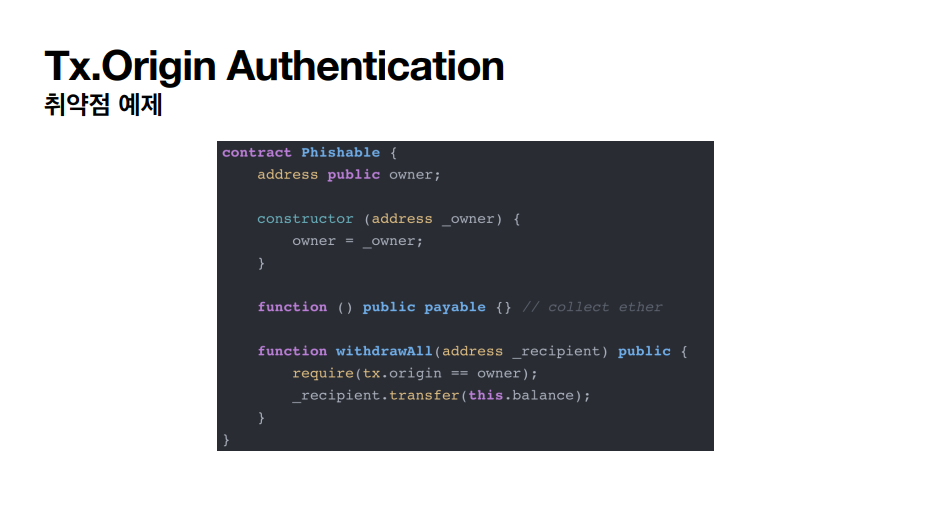 Tx.Origin Authentication
취약점 예제
contract Phishable {
    address public owner;
    constructor (address _owner) {
        owner = _owner;
    }
    function () public payable {} // collect ether
    function withdrawAll(address _recipient) public {
        require(tx.origin == owner);
        _recipient.transfer(this.balance);
    }
}